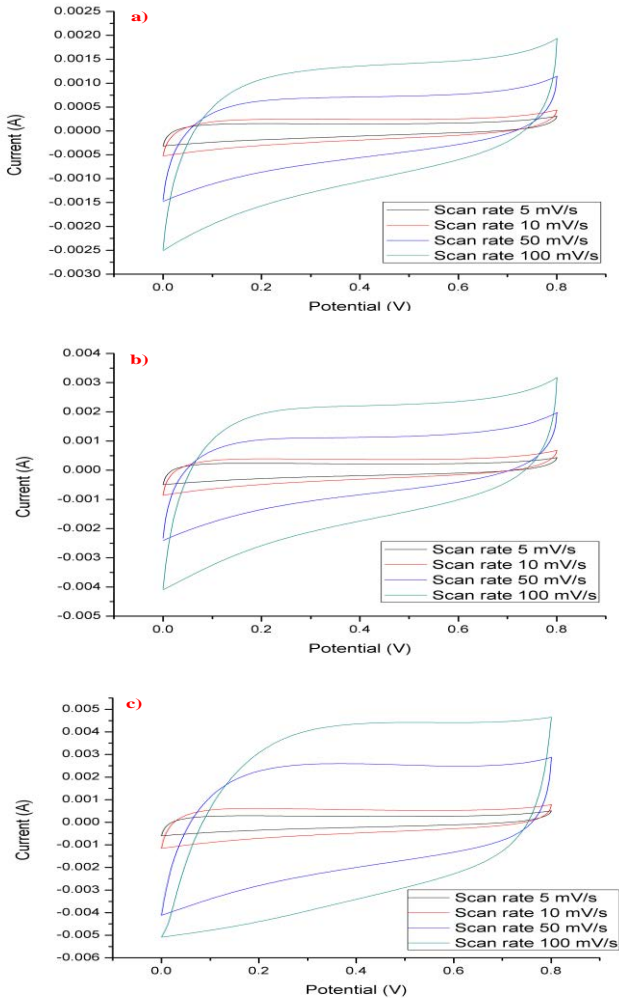 a)
0.0025
0.0020
0.0015
0.0010
0.0005
0.0000
-0.0005
-0.0010
-0.0015
-0.0020
-0.0025
-0.0030
Current (A)
Scan rate 5 mV/s
Scan rate 10 mV/s
Scan rate 50 mV/s
Scan rate 100 mV/s
0.0 0.2 0.4 0.6 0.8
Potential (V)
b)
0.004
0.003
0.002
0.001
0.000
-0.001
-0.002
-0.003
-0.004
-0.005
Current (A)
Scan rate 5 mV/s
Scan rate 10 mV/s
Scan rate 50 mV/s
Scan rate 100 mV/s
0.0 0.2 0.4 0.6 0.8
Potential (V)
c)
0.005
0.004
0.003
0.002
0.001
0.000
-0.001
-0.002
-0.003
-0.004
-0.005
-0.006
Current (A)
Scan rate 5 mV/s
Scan rate 10 mV/s
Scan rate 50 mV/s
Scan rate 100 mV/s
0.0 0.2 0.4 0.6 0.8
Potential (V)